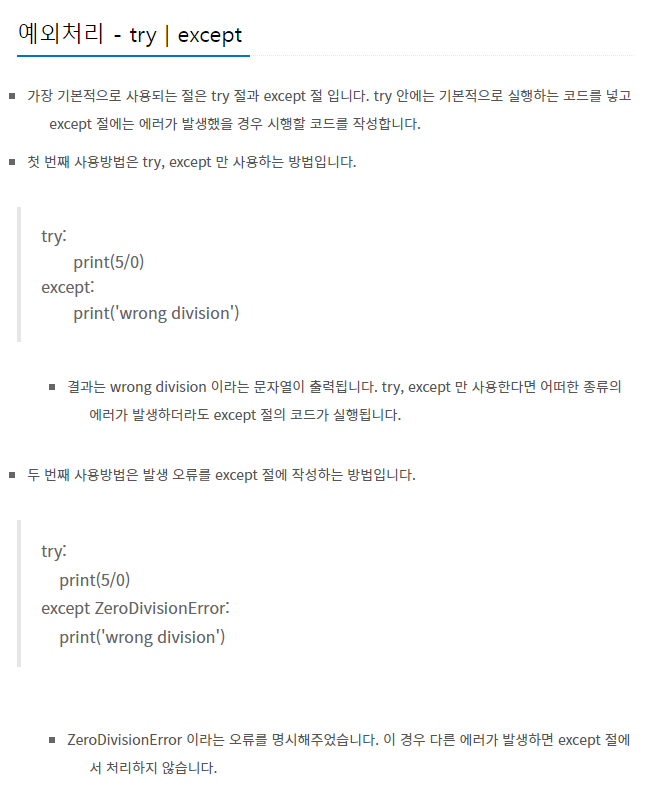 예외처리 - try | except
가장 기본적으로 사용되는 절은 try 절과 except 절 입니다. try 안에는 기본적으로 실행하는 코드를 넣고
except 절에는 에러가 발생했을 경우 시행할 코드를 작성합니다.
첫 번째 사용방법은 try, except 만 사용하는 방법입니다.
try:
print(5/0)
except:
print('wrong division')
결과는 wrong division 이라는 문자열이 출력됩니다. try, except 만 사용한다면 어떠한 종류의
에러가 발생하더라도 except 절의 코드가 실행됩니다.
두 번째 사용방법은 발생 오류를 except 절에 작성하는 방법입니다.
try:
print(5/0)
except ZeroDivisionError:
print('wrong division')
ZeroDivisionError 이라는 오류를 명시해주었습니다. 이 경우 다른 에러가 발생하면 except 절에
서 처리하지 않습니다.